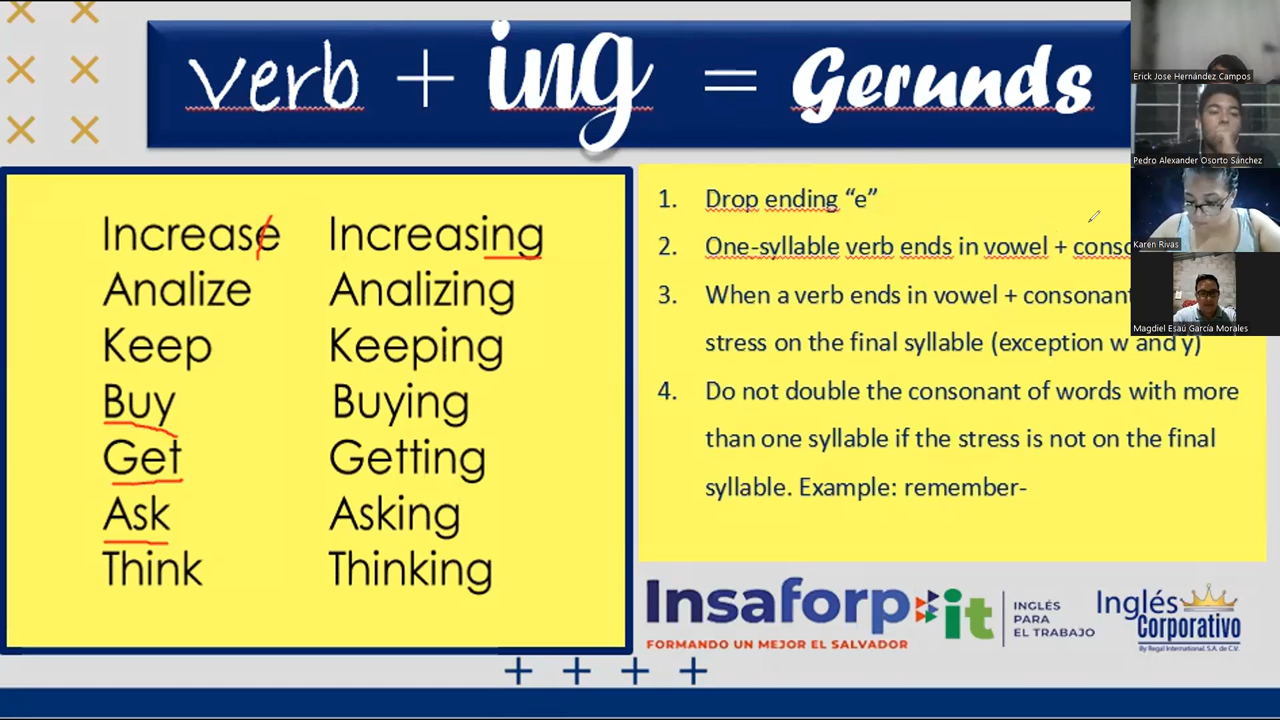 verb + ing = Gerunds
Increase Increasing
Analize Analizing
Keep Keeping
Buy Buying
Get Getting
Ask Asking
Think Thinking
1. Drop ending “e”
2. One-syllable verb ends in vowel +
3. When a verb ends in vowel + consonant
stress on the final syllable (exception w and y)
4. Do not double the consonant of words with more
than one syllable if the stress is not on the final
syllable. Example: remember-
Erick Jose Hernández Campos
Pedro Alexander Osorto Sánchez
Karen Rivas
Magdiel Esaú García Morales
Insaforp
FORMANDO UN MEJOR EL SALVADOR
it
INGLÉS
PARA
EL TRABAJO
Inglés
Corporativo
By Regal International, S.A. de C.V.